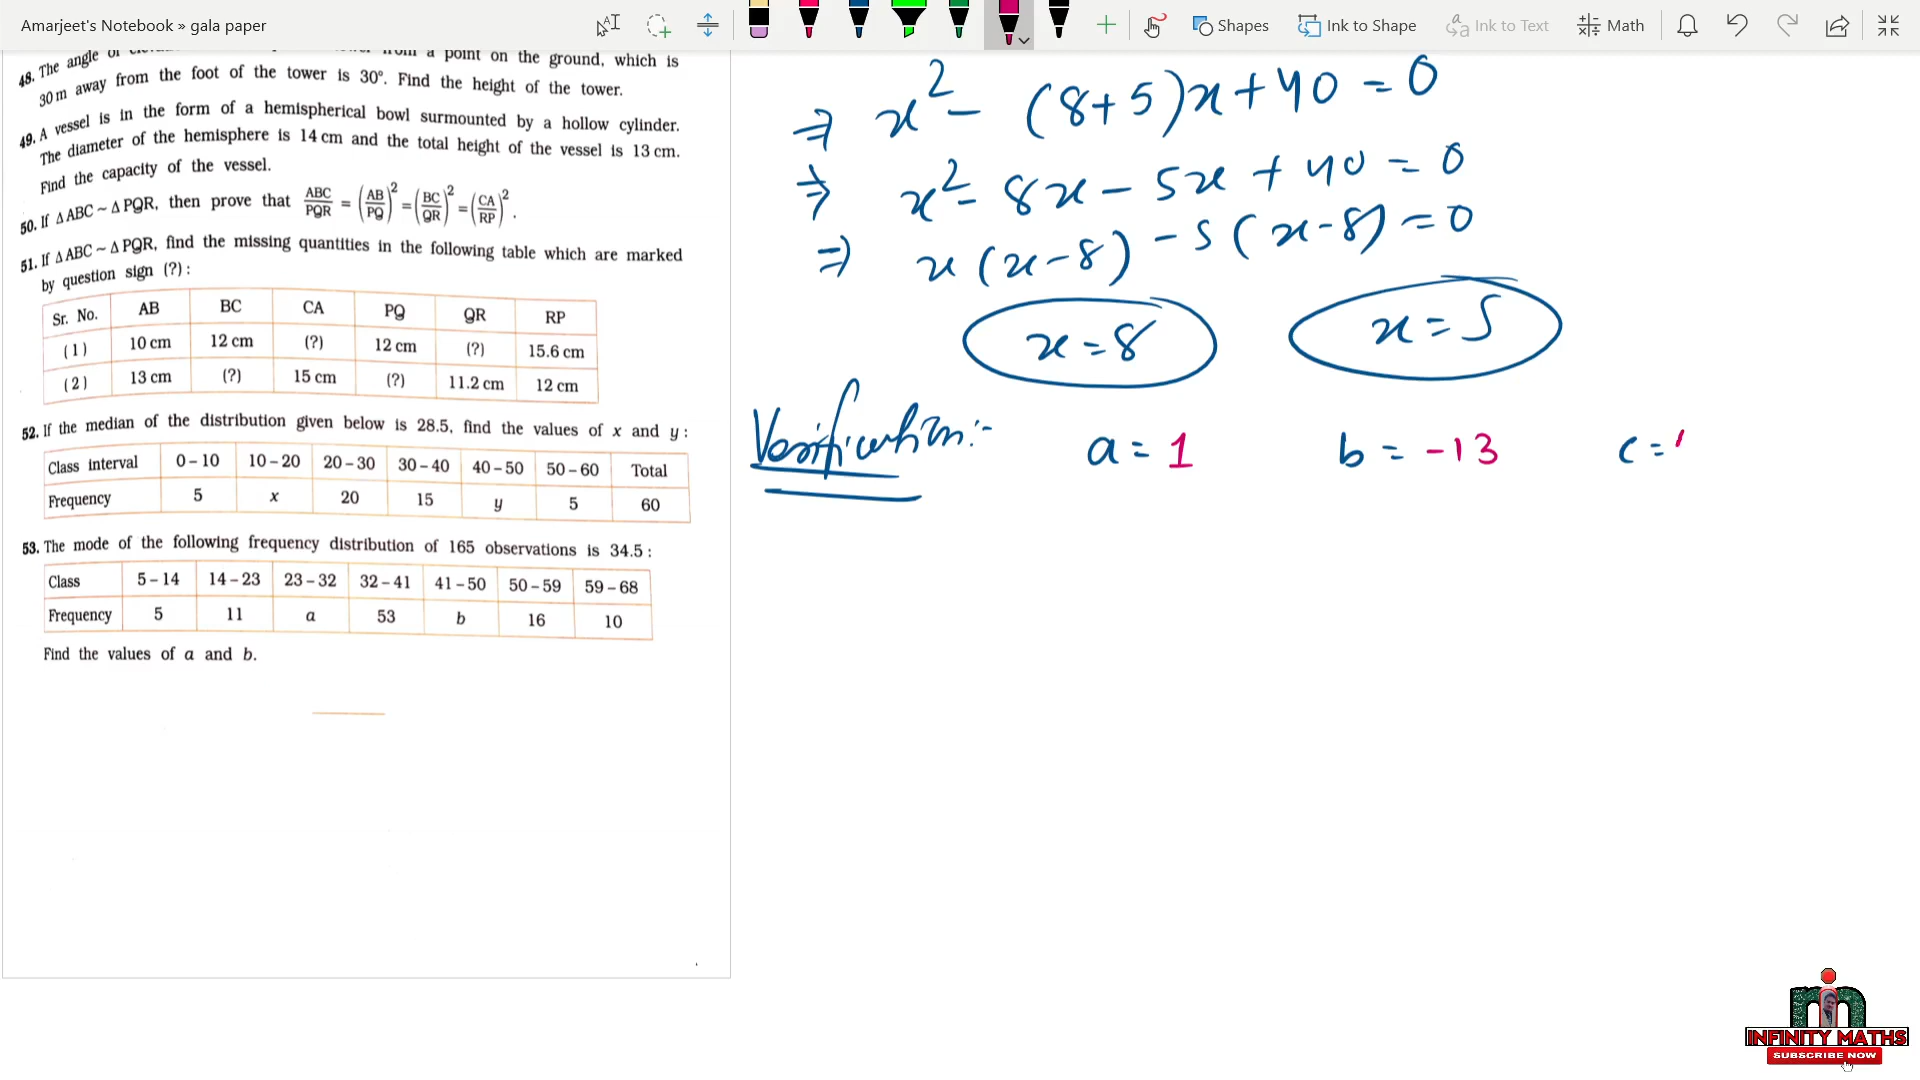 Amarjeet's Notebook » gala paper
Shapes
Ink to Shape
Ink to Text
Math
48. The angle of from a point on the ground, which is
30 m away from the foot of the tower is 30°. Find the height of the tower.
49. A vessel is in the form of a hemispherical bowl surmounted by a hollow cylinder.
The diameter of the hemisphere is 14 cm and the total height of the vessel is 13 cm.
Find the capacity of the vessel.
50. If Δ ABC ~ Δ PQR, then prove that ABC/PQR = (AB/PQ)² = (BC/QR)² = (CA/RP)².
51. If Δ ABC ~ Δ PQR, find the missing quantities in the following table which are marked
by question sign (?) :
Sr. No. AB BC CA PQ QR RP
(1) 10 cm 12 cm (?) 12 cm (?) 15.6 cm
(2) 13 cm (?) 15 cm (?) 11.2 cm 12 cm
52. If the median of the distribution given below is 28.5, find the values of x and y :
Class interval 0 – 10 10 – 20 20 – 30 30 – 40 40 – 50 50 – 60 Total
Frequency 5 x 20 15 y 5 60
53. The mode of the following frequency distribution of 165 observations is 34.5 :
Class 5 – 14 14 – 23 23 – 32 32 – 41 41 – 50 50 – 59 59 – 68
Frequency 5 11 a 53 b 16 10
Find the values of a and b.
⇒ x² – (8+5)x + 40 = 0
⇒ x² – 8x – 5x + 40 = 0
⇒ x(x–8) – 5(x–8) = 0
x = 8 x = 5
Verification:- a = 1 b = -13 c =
INFINITY MATHS
SUBSCRIBE NOW